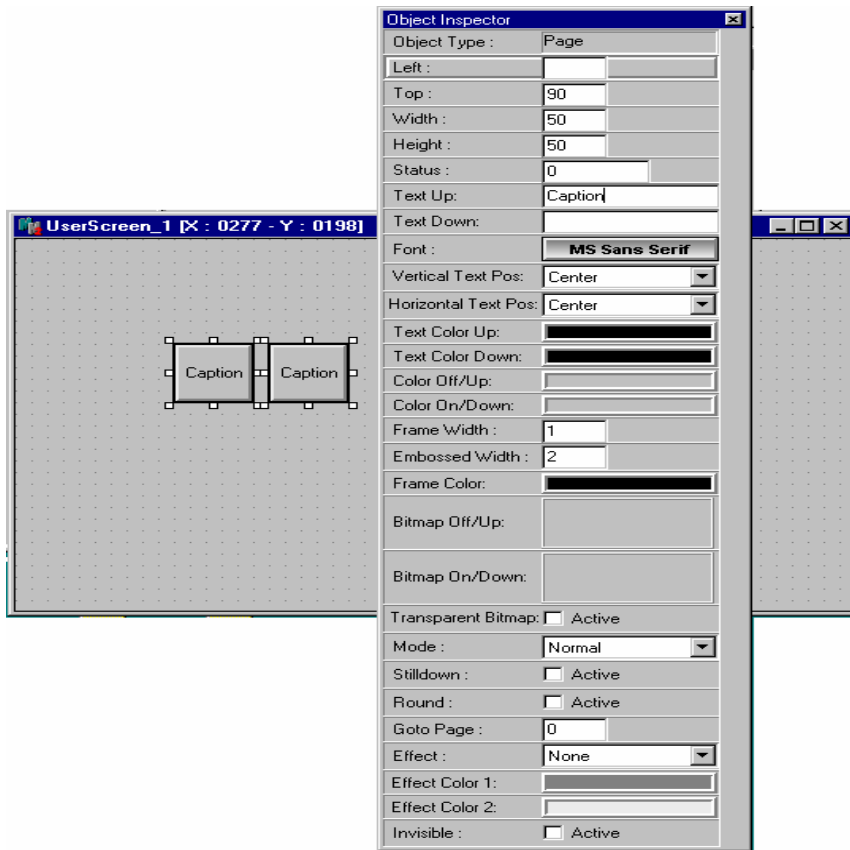 Object Inspector
Object Type : Page
Left :
Top : 90
Width : 50
Height : 50
Status : 0
Text Up: Caption
Text Down:
Font : MS Sans Serif
Vertical Text Pos: Center
Horizontal Text Pos: Center
Text Color Up:
Text Color Down:
Color Off/Up:
Color On/Down:
Frame Width : 1
Embossed Width : 2
Frame Color:
Bitmap Off/Up:
Bitmap On/Down:
Transparent Bitmap: Active
Mode : Normal
Stilldown : Active
Round : Active
Goto Page : 0
Effect : None
Effect Color 1:
Effect Color 2:
Invisible : Active
UserScreen_1 [X : 0277 - Y : 0198]
Caption Caption